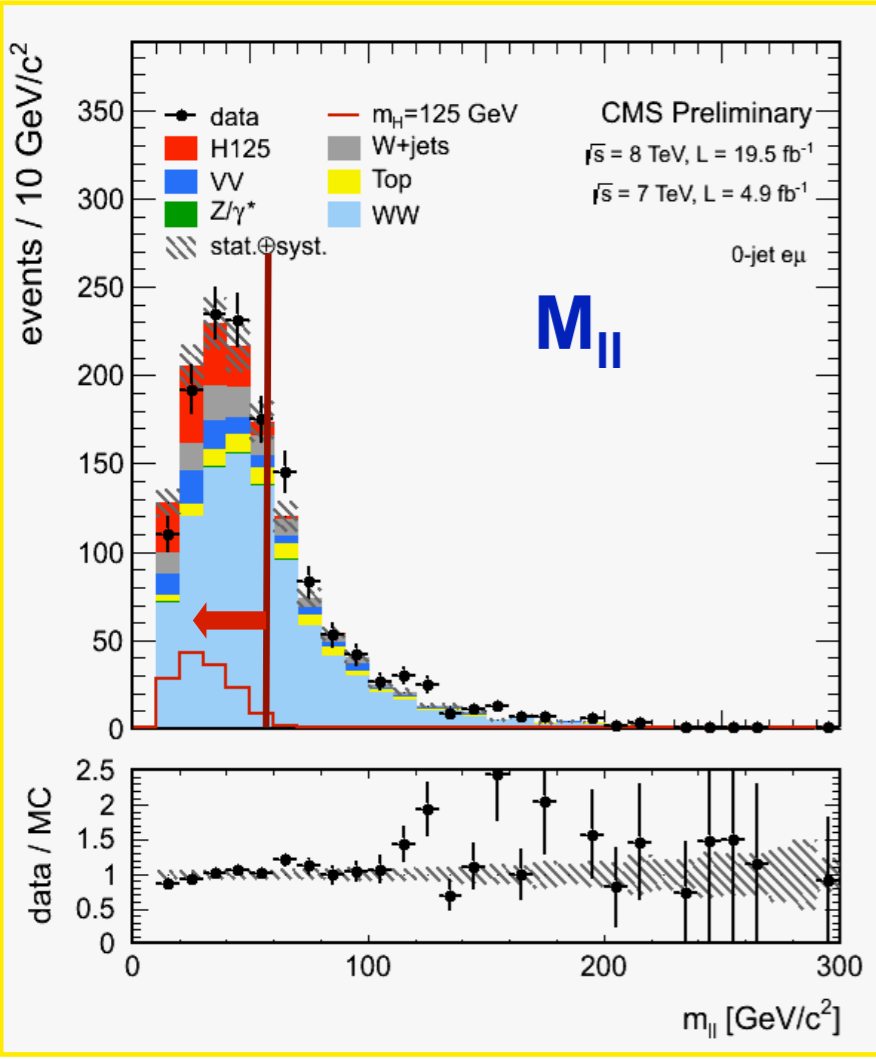 events / 10 GeV/c²
350
300
250
200
150
100
50
0
data
H125
VV
Z/γ*
stat.⊕syst.
m_H=125 GeV
W+jets
Top
WW
CMS Preliminary
√s = 8 TeV, L = 19.5 fb⁻¹
√s = 7 TeV, L = 4.9 fb⁻¹
0-jet eμ
M_ll
data / MC
2.5
2
1.5
1
0.5
0
0 100 200 300
m_ll [GeV/c²]